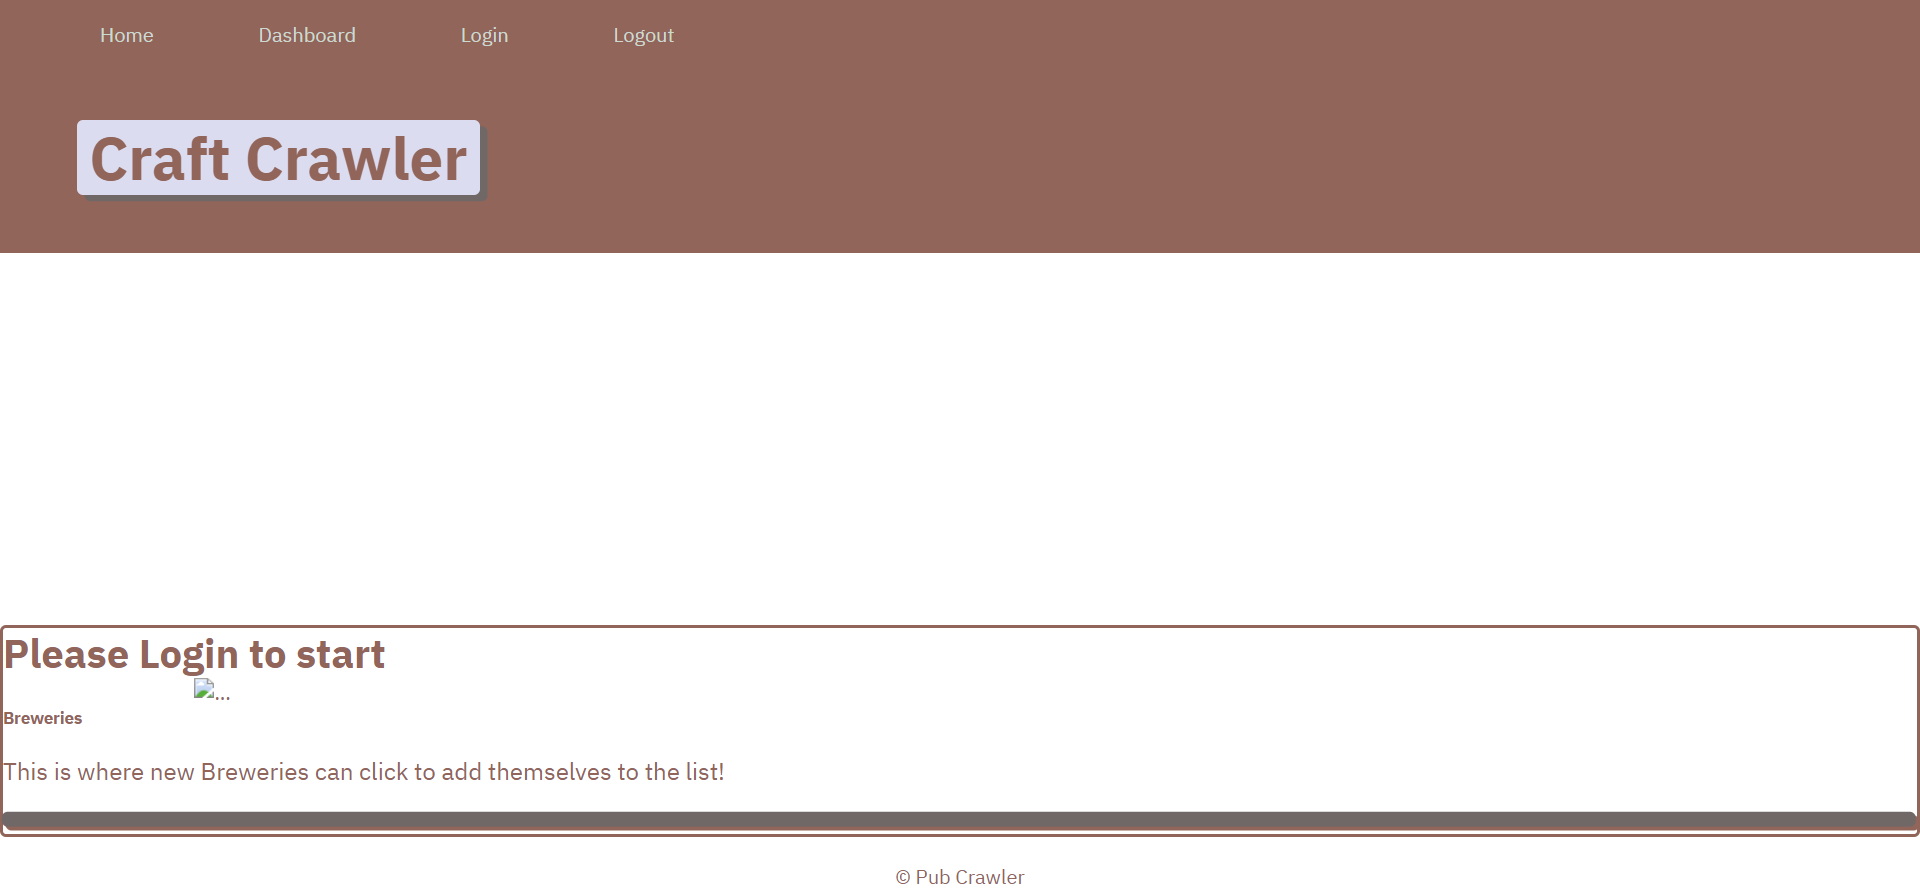 Home Dashboard Login Logout
Craft Crawler
Please Login to start
...
Breweries
This is where new Breweries can click to add themselves to the list!
© Pub Crawler